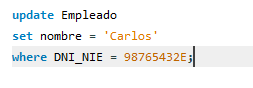 update Empleado
set nombre = 'Carlos'
where DNI_NIE = 98765432E;